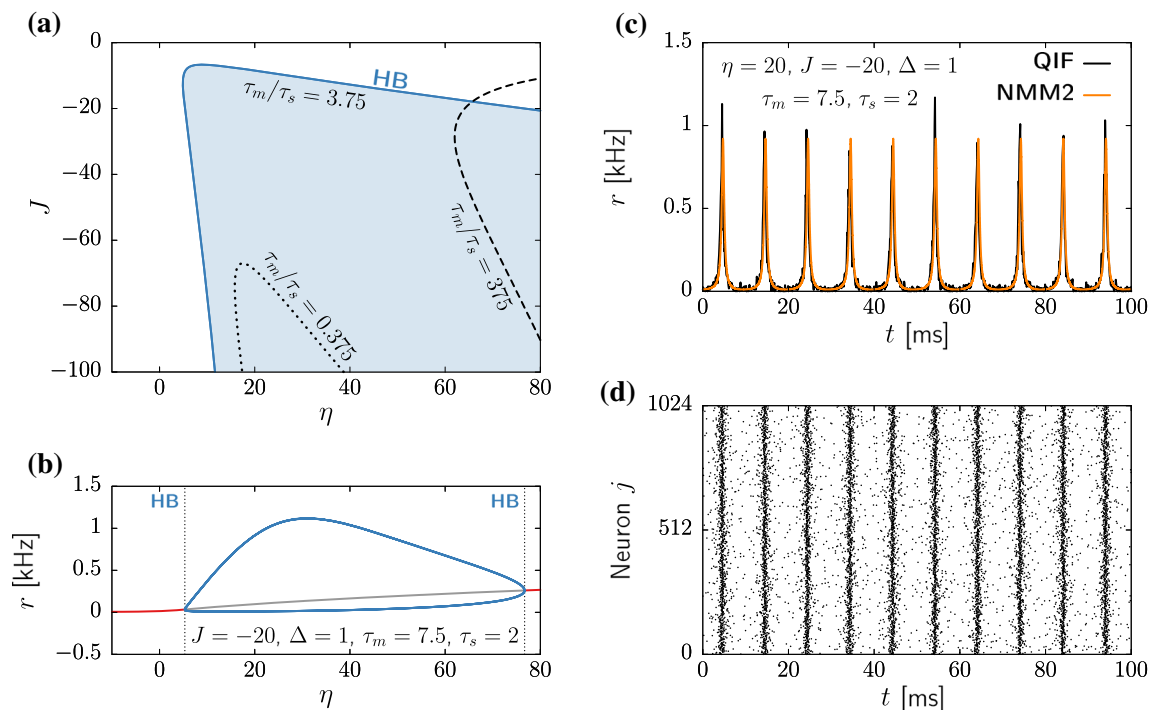 (a)
0
−20
−40
−60
−80
−100
J
0
20
40
60
80
η
HB
τm/τs = 3.75
τm/τs = 375
τm/τs = 0.375
(b)
HB
HB
1.5
1
0.5
0
−0.5
r [kHz]
J = −20, Δ = 1, τm = 7.5, τs = 2
0
20
40
60
80
η
(c)
1.5
1
0.5
0
r [kHz]
η = 20, J = −20, Δ = 1
τm = 7.5, τs = 2
QIF
NMM2
0
20
40
60
80
100
t [ms]
(d)
1024
512
0
Neuron j
0
20
40
60
80
100
t [ms]